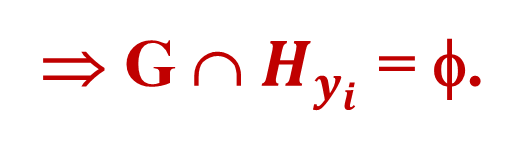 ⇒ G ∩ H_{y_i} = ϕ.